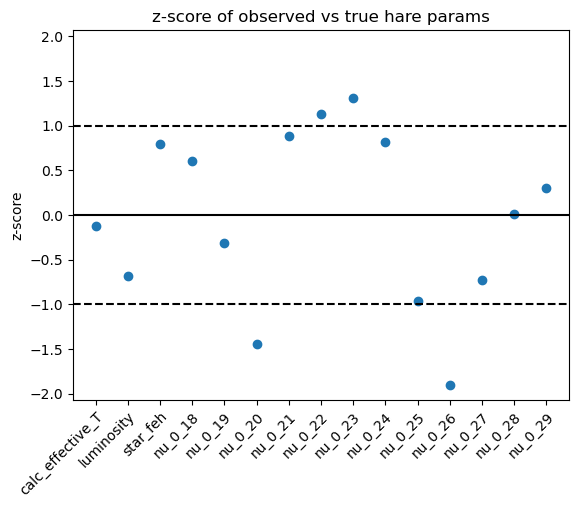 z-score of observed vs true hare params
2.0
1.5
1.0
0.5
0.0
−0.5
−1.0
−1.5
−2.0
z-score
calc_effective_T
luminosity
star_feh
nu_0_18
nu_0_19
nu_0_20
nu_0_21
nu_0_22
nu_0_23
nu_0_24
nu_0_25
nu_0_26
nu_0_27
nu_0_28
nu_0_29